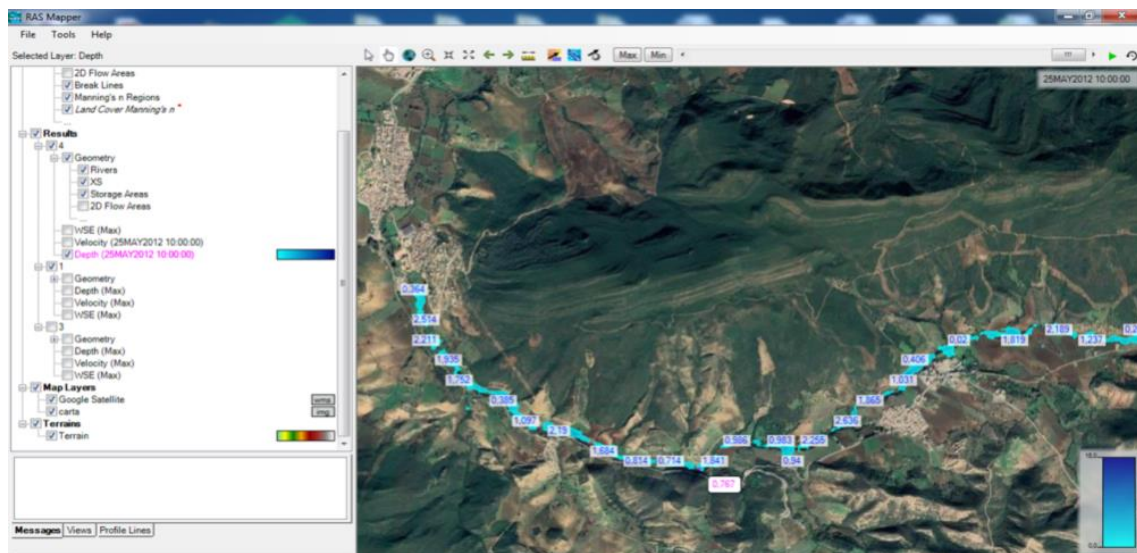 RAS Mapper
File Tools Help
Selected Layer: Depth
Max Min
2D Flow Areas
Break Lines
Manning's n Regions
Land Cover Manning's n
...
Results
4
Geometry
Rivers
XS
Storage Areas
2D Flow Areas
...
WSE (Max)
Velocity (25MAY2012 10:00:00)
Depth (25MAY2012 10:00:00)
1
Geometry
Depth (Max)
Velocity (Max)
WSE (Max)
3
Geometry
Depth (Max)
Velocity (Max)
WSE (Max)
Map Layers
Google Satellite
carta
img
Terrains
Terrain
Messages Views Profile Lines
25MAY2012 10:00:00
0,364
2,514
2,211
1,935
1,752
0,385
1,097
2,19
1,684
0,814 0,714 1,841
0,767
0,986 0,983 2,255
0,94
2,636
1,865
1,031
0,406
0,02
1,819
2,189
1,237
0,2
0,0